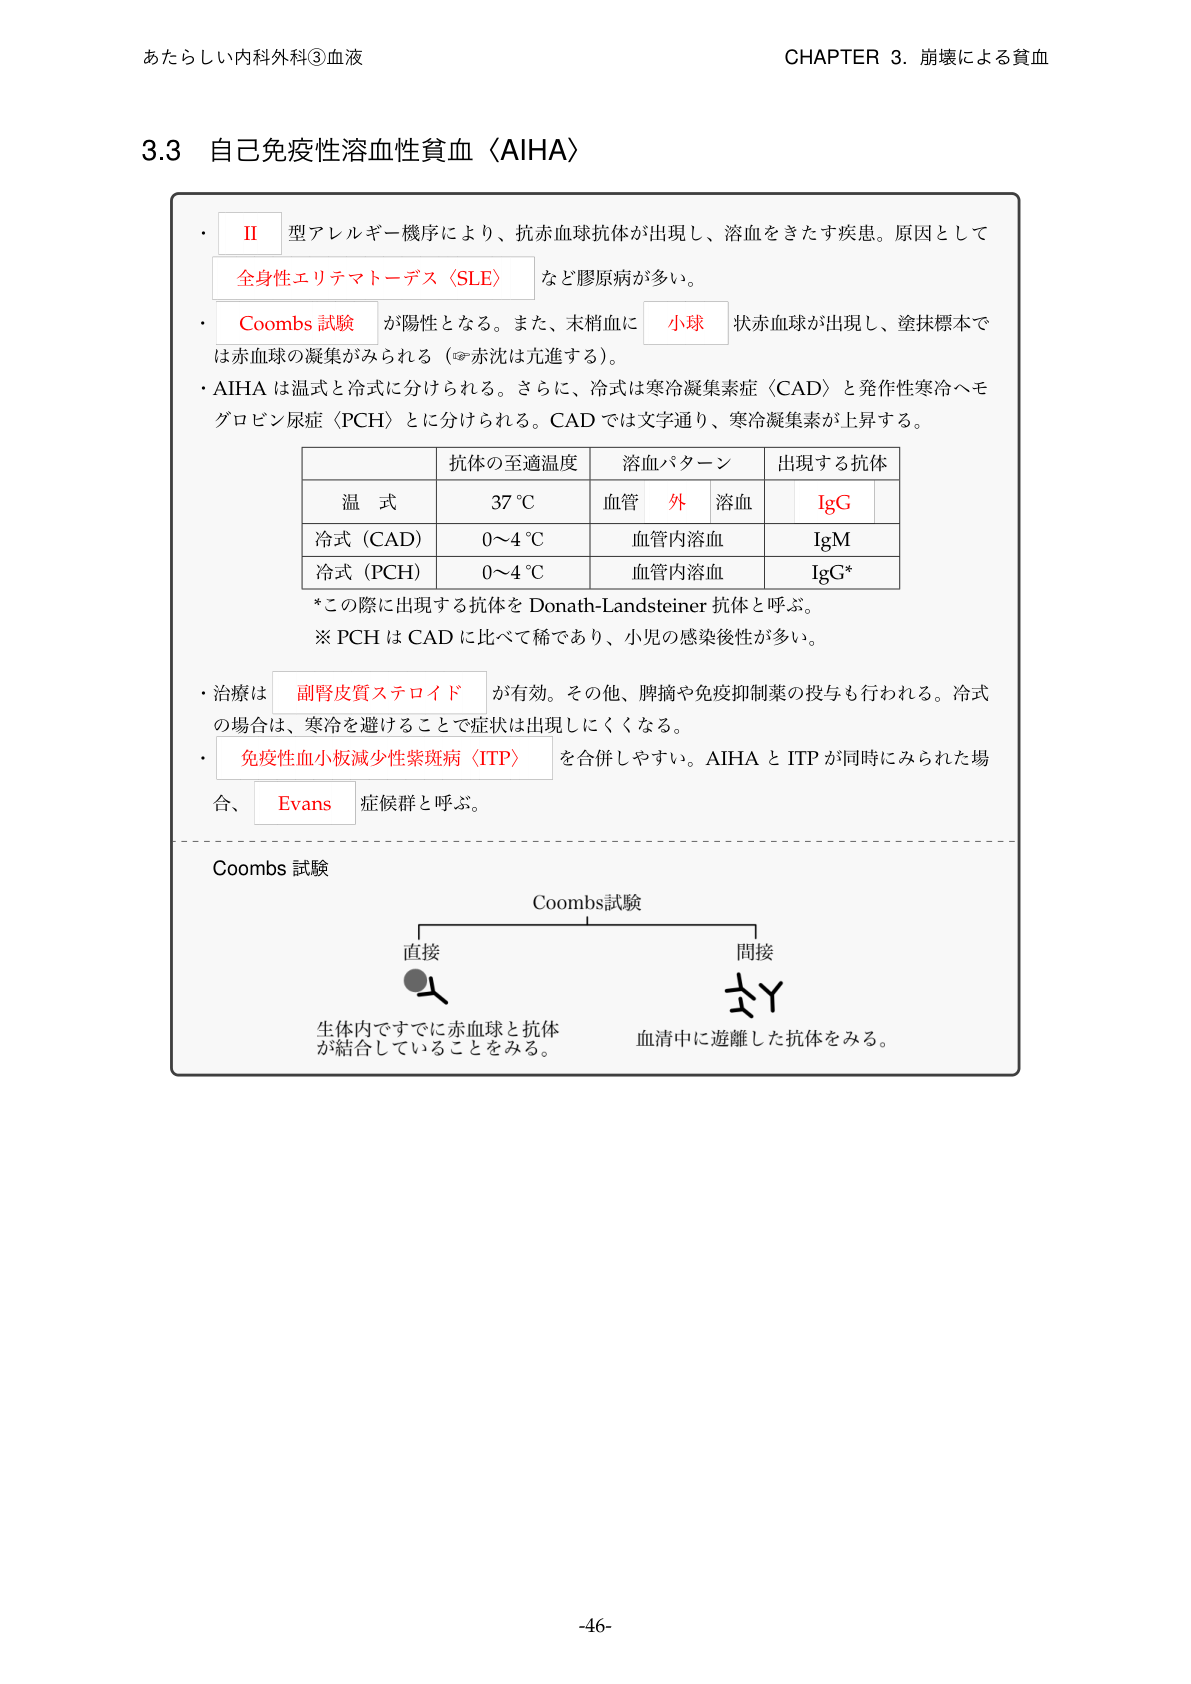 あたらしい内科外科③血液
CHAPTER 3. 崩壊による貧血
3.3 自己免疫性溶血性貧血〈AIHA〉
・ II 型アレルギー機序により、抗赤血球抗体が出現し、溶血をきたす疾患。原因として
全身性エリテマトーデス〈SLE〉 など膠原病が多い。
・ Coombs 試験 が陽性となる。また、末梢血に 小球 状赤血球が出現し、塗抹標本で
は赤血球の凝集がみられる（☞赤沈は亢進する）。
・AIHA は温式と冷式に分けられる。さらに、冷式は寒冷凝集素症〈CAD〉と発作性寒冷ヘモ
グロビン尿症〈PCH〉とに分けられる。CAD では文字通り、寒冷凝集素が上昇する。
抗体の至適温度 溶血パターン 出現する抗体
温 式 37 ℃ 血管 外 溶血 IgG
冷式（CAD） 0〜4 ℃ 血管内溶血 IgM
冷式（PCH） 0〜4 ℃ 血管内溶血 IgG*
*この際に出現する抗体を Donath-Landsteiner 抗体と呼ぶ。
※ PCH は CAD に比べて稀であり、小児の感染後性が多い。
・治療は 副腎皮質ステロイド が有効。その他、脾摘や免疫抑制薬の投与も行われる。冷式
の場合は、寒冷を避けることで症状は出現しにくくなる。
・ 免疫性血小板減少性紫斑病〈ITP〉 を合併しやすい。AIHA と ITP が同時にみられた場
合、 Evans 症候群と呼ぶ。
Coombs 試験
Coombs試験
直接 間接
生体内ですでに赤血球と抗体
が結合していることをみる。
血清中に遊離した抗体をみる。
-46-